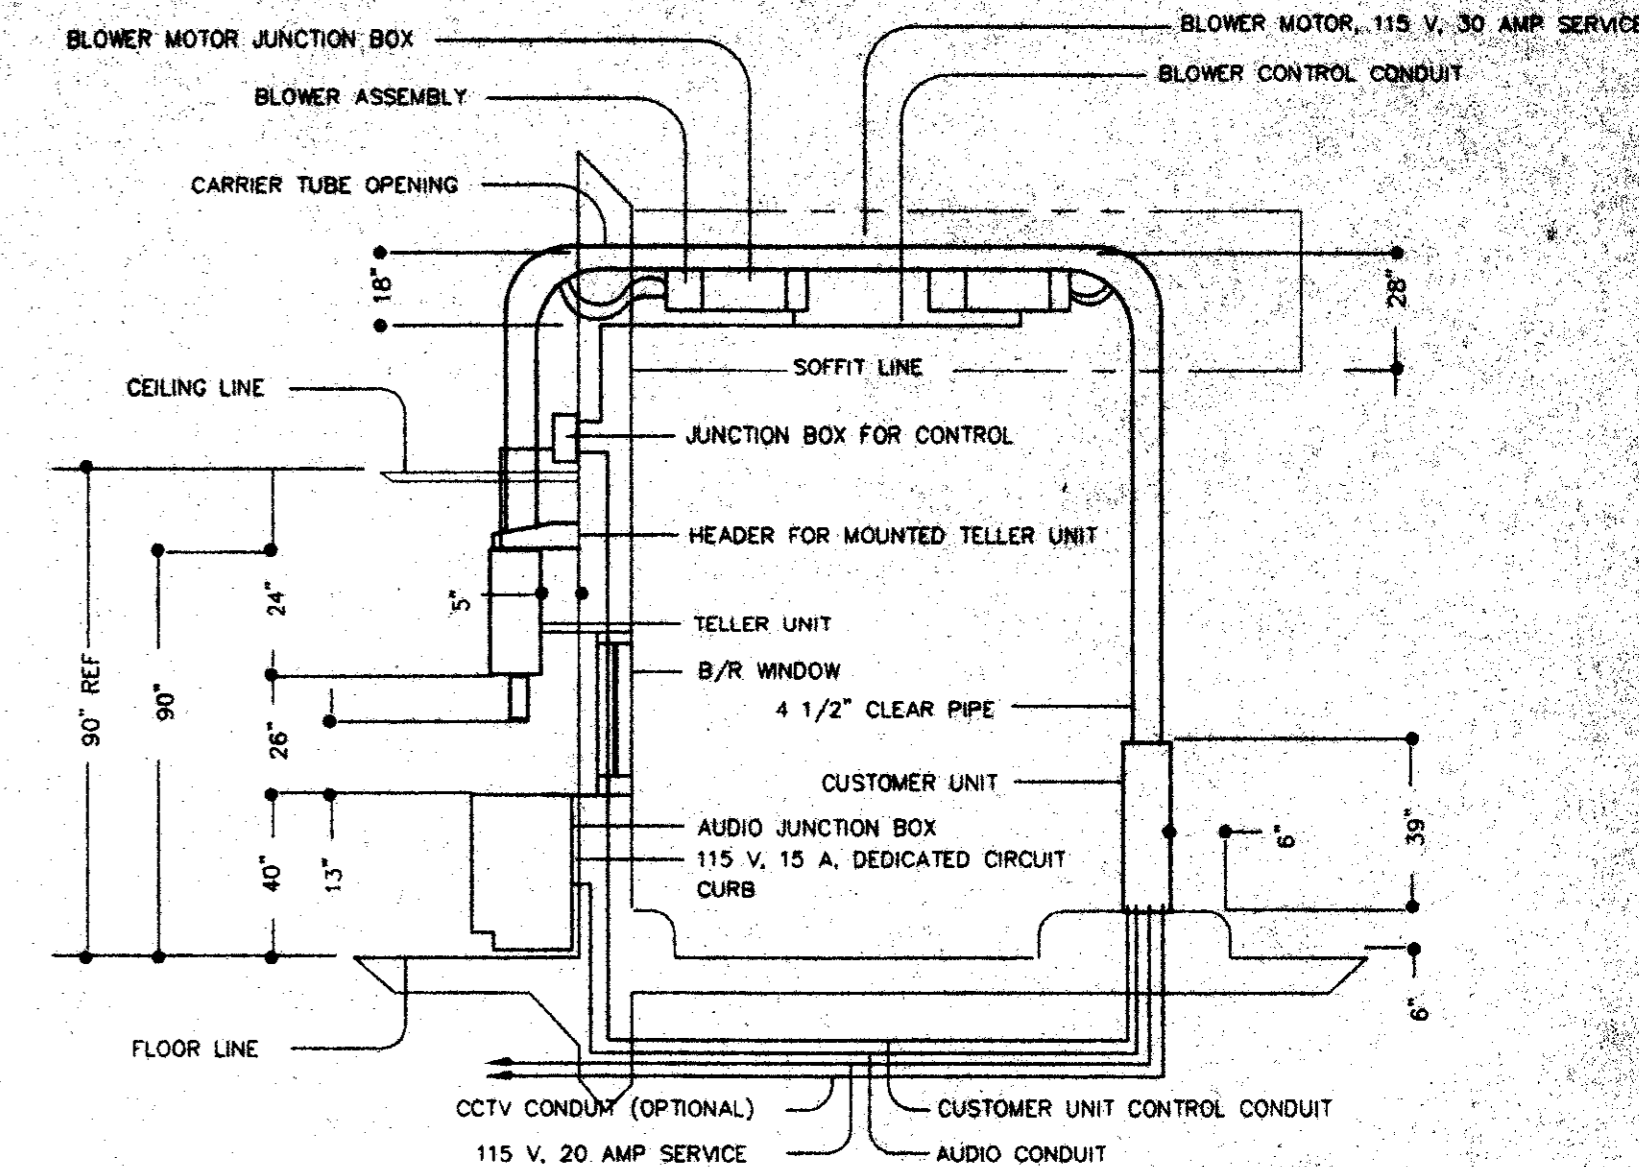 BLOWER MOTOR JUNCTION BOX
BLOWER MOTOR, 115 V, 30 AMP SERVICE
BLOWER CONTROL CONDUIT
BLOWER ASSEMBLY
CARRIER TUBE OPENING
18"
28"
SOFFIT LINE
CEILING LINE
JUNCTION BOX FOR CONTROL
HEADER FOR MOUNTED TELLER UNIT
24"
5"
TELLER UNIT
B/R WINDOW
90" REF
90"
4 1/2" CLEAR PIPE
26"
CUSTOMER UNIT
AUDIO JUNCTION BOX
6"
39"
115 V, 15 A, DEDICATED CIRCUIT
40"
13"
CURB
6"
FLOOR LINE
CCTV CONDUIT (OPTIONAL)
CUSTOMER UNIT CONTROL CONDUIT
115 V, 20 AMP SERVICE
AUDIO CONDUIT